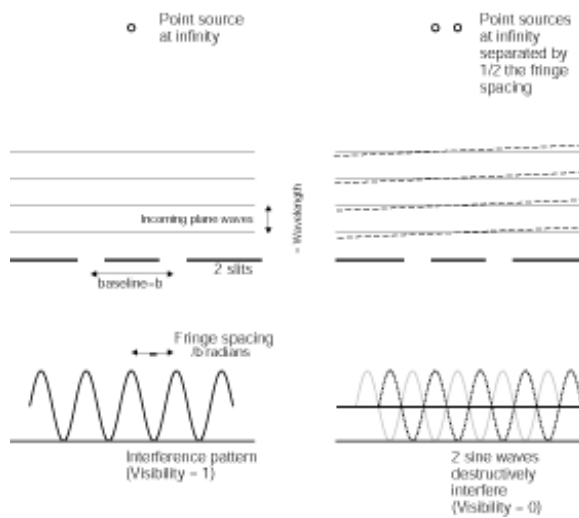 Point source
at infinity
Point sources
at infinity
separated by
1/2 the fringe
spacing
Incoming plane waves
= Wavelength
2 slits
baseline=b
Fringe spacing
=
/b radians
Interference pattern
(Visibility = 1)
2 sine waves
destructively
interfere
(Visibility = 0)